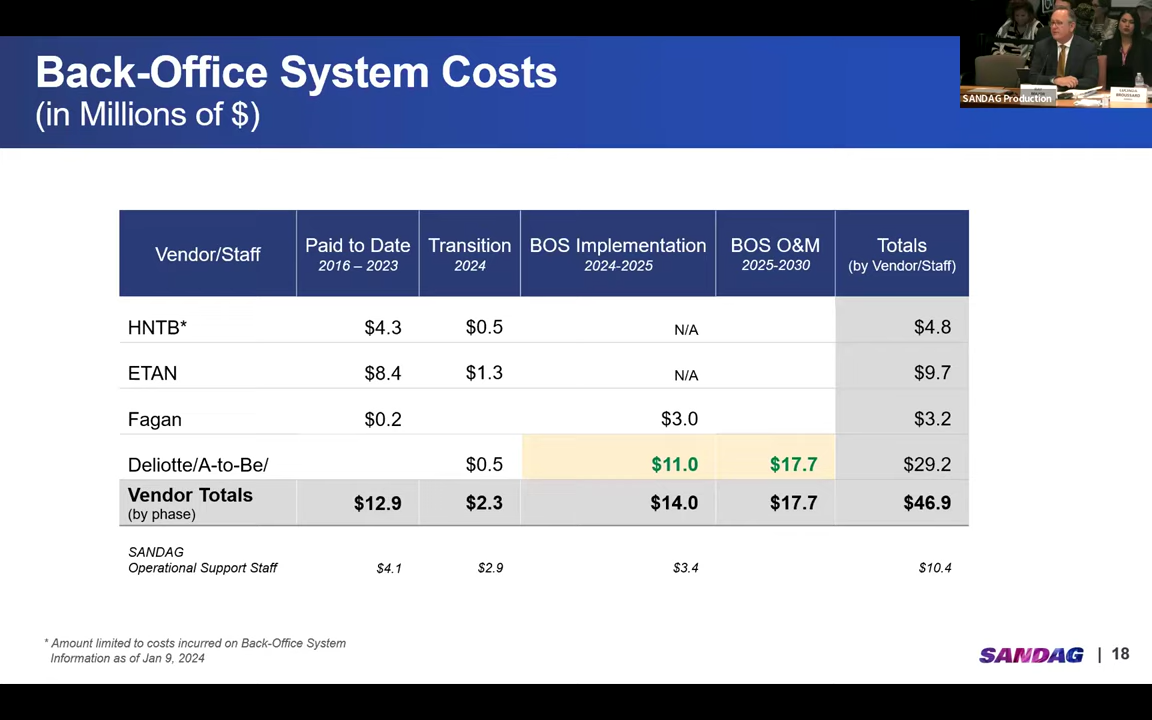 Back-Office System Costs
(in Millions of $)
SANDAG Production
BROUSSARD
Vendor/Staff Paid to Date Transition BOS Implementation BOS O&M Totals
2016 – 2023 2024 2024-2025 2025-2030 (by Vendor/Staff)
HNTB* $4.3 $0.5 N/A $4.8
ETAN $8.4 $1.3 N/A $9.7
Fagan $0.2 $3.0 $3.2
Deliotte/A-to-Be/ $0.5 $11.0 $17.7 $29.2
Vendor Totals $12.9 $2.3 $14.0 $17.7 $46.9
(by phase)
SANDAG
Operational Support Staff $4.1 $2.9 $3.4 $10.4
* Amount limited to costs incurred on Back-Office System
Information as of Jan 9, 2024
SANDAG | 18